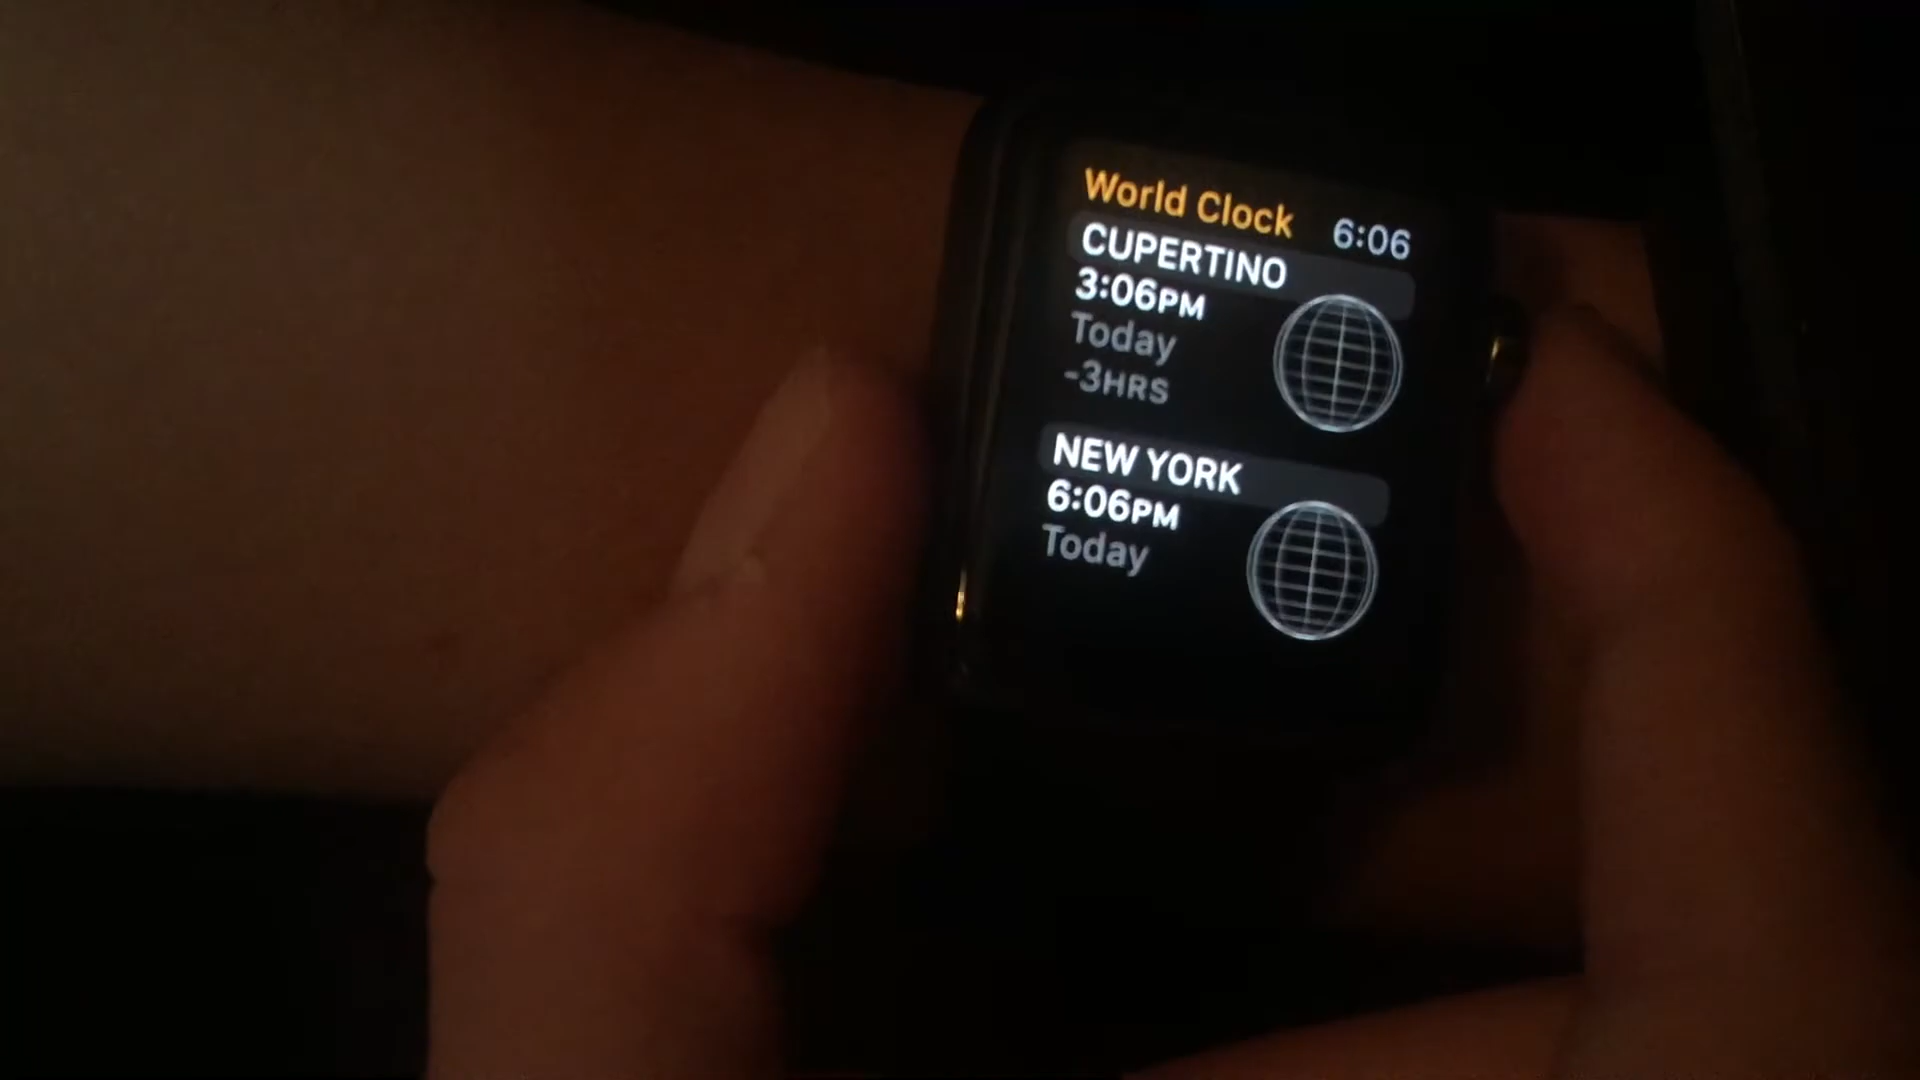 World Clock 6:06
CUPERTINO
3:06PM
Today
-3HRS
NEW YORK
6:06PM
Today